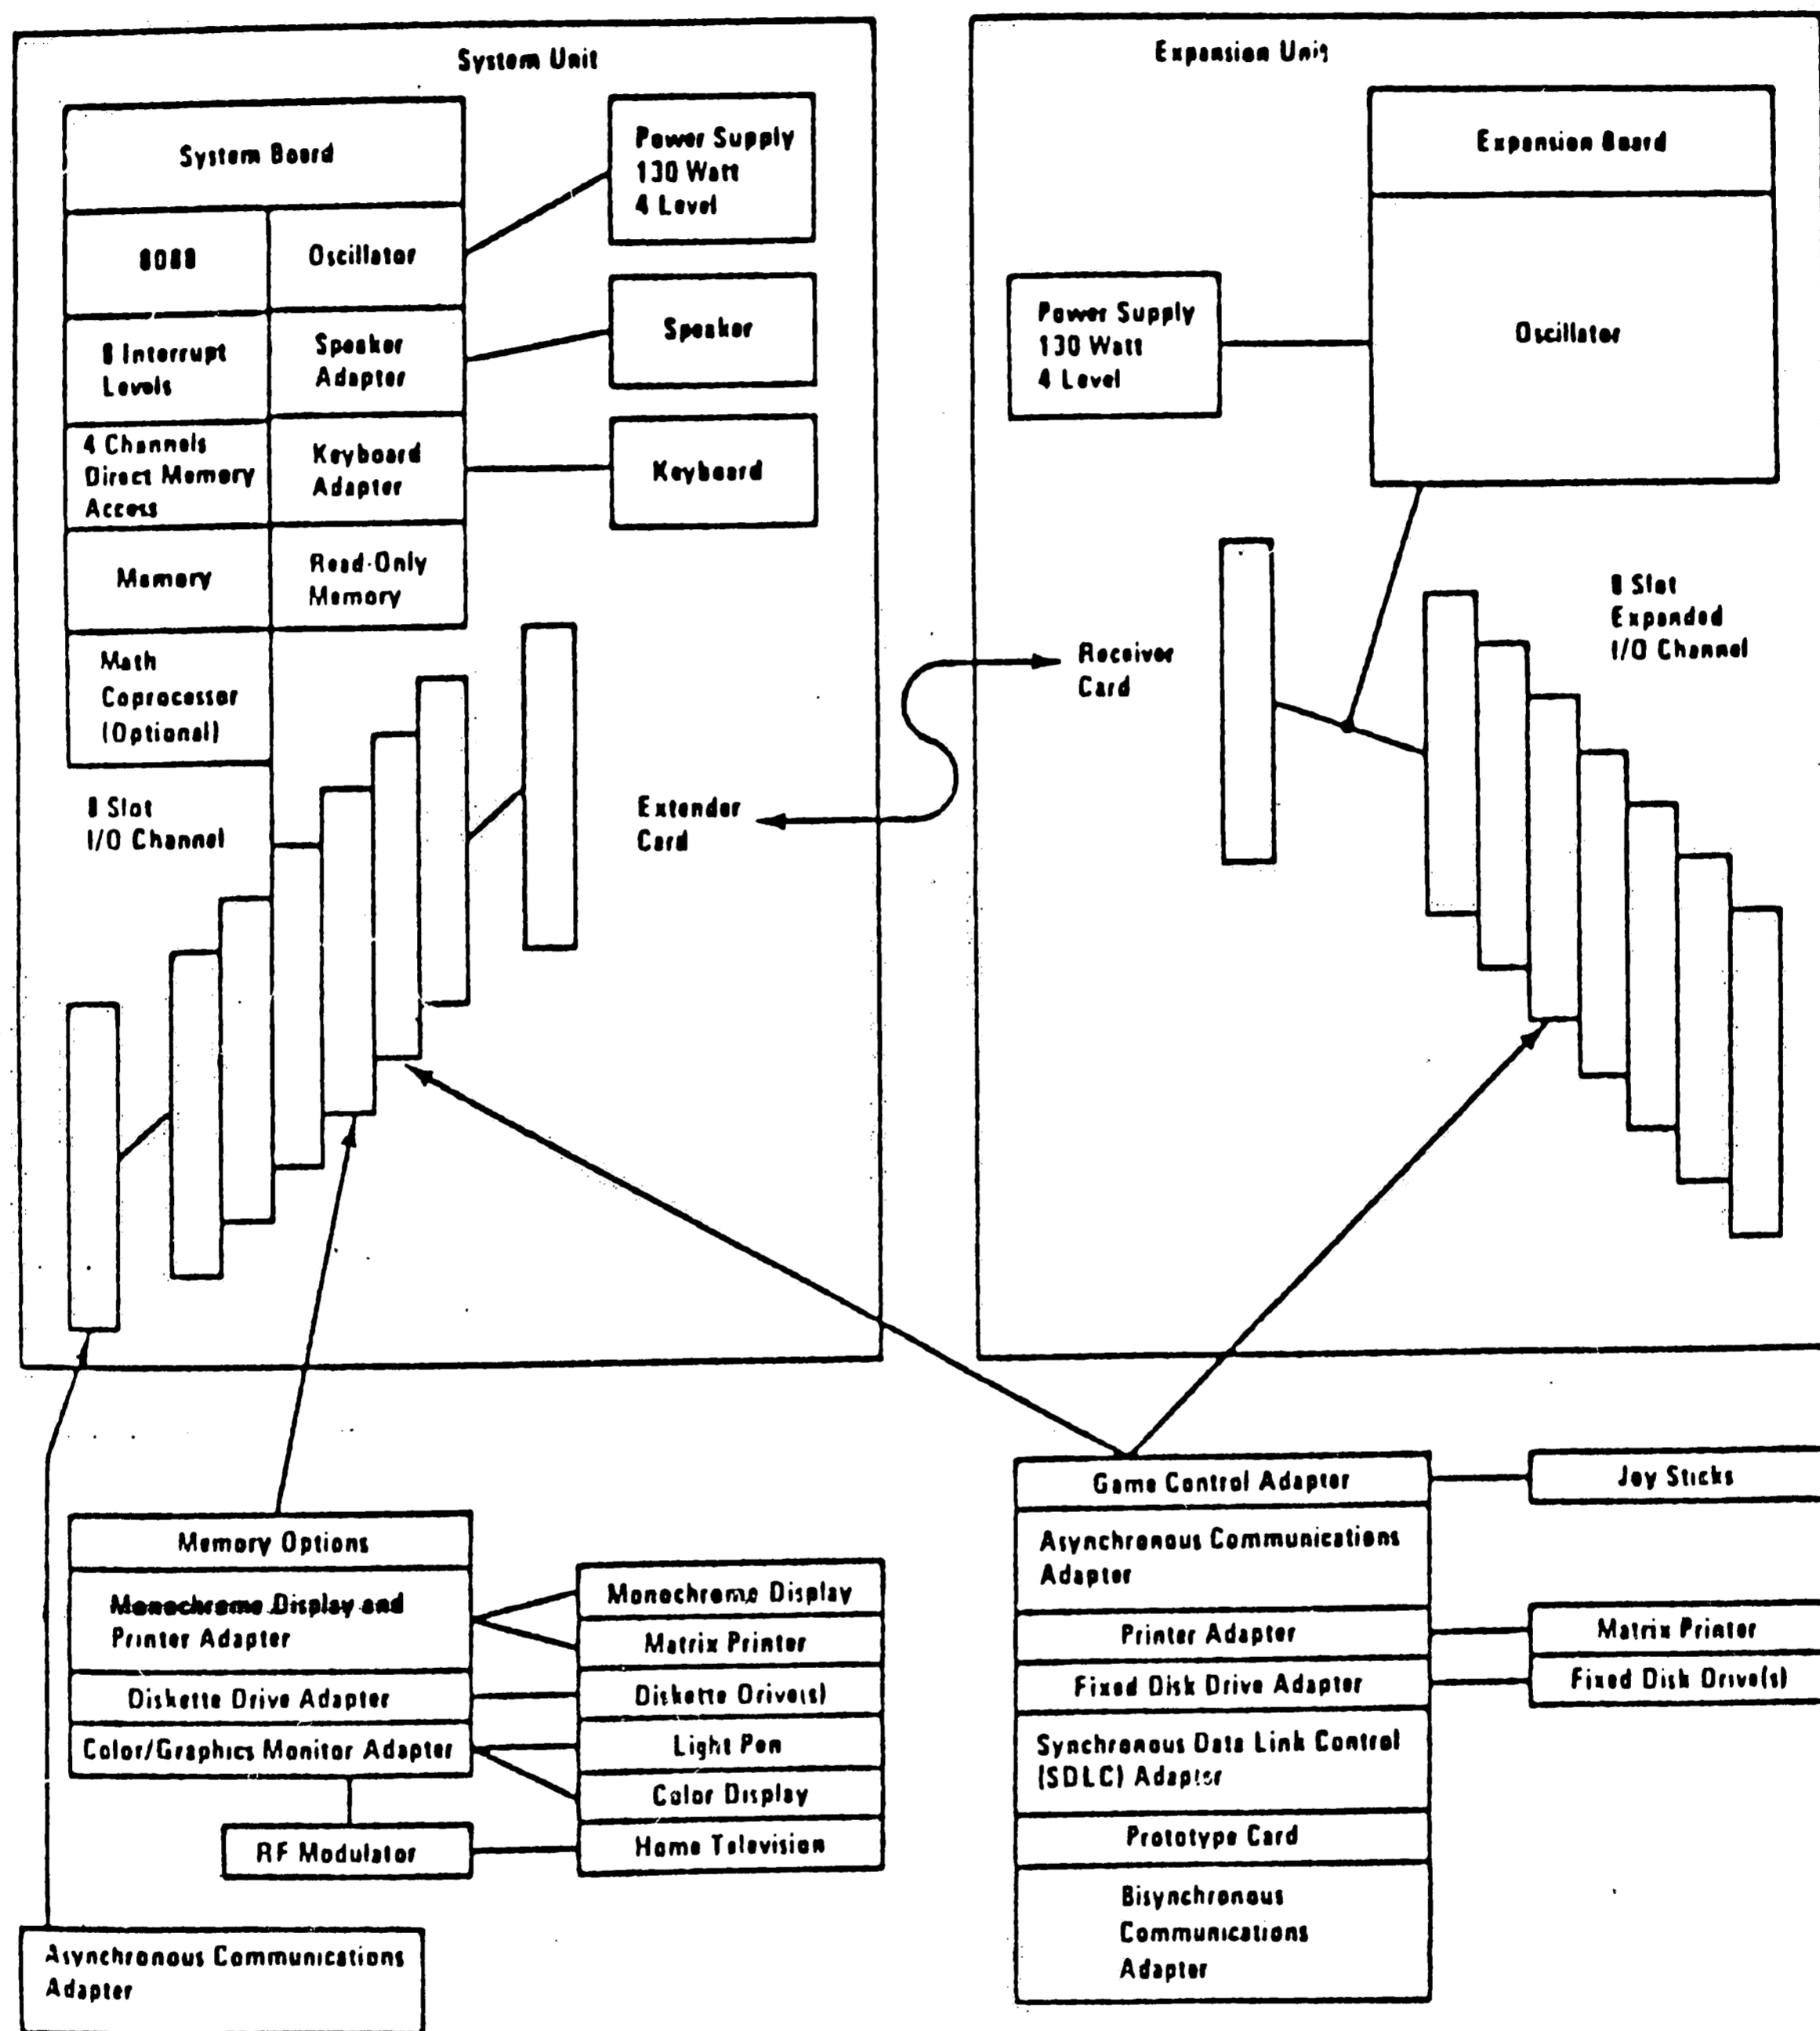 System Unit
System Board
8088
Oscillator
8 Interrupt
Levels
Speaker
Adapter
4 Channels
Direct Memory
Access
Keyboard
Adapter
Memory
Read-Only
Memory
Math
Coprocessor
(Optional)
Power Supply
130 Watt
4 Level
Speaker
Keyboard
8 Slot
I/O Channel
Extender
Card
Expansion Unit
Expansion Board
Oscillator
Power Supply
130 Watt
4 Level
Receiver
Card
8 Slot
Expanded
I/O Channel
Memory Options
Monochrome Display and
Printer Adapter
Diskette Drive Adapter
Color/Graphics Monitor Adapter
RF Modulator
Monochrome Display
Matrix Printer
Diskette Drive(s)
Light Pen
Color Display
Home Television
Asynchronous Communications
Adapter
Game Control Adapter
Asynchronous Communications
Adapter
Printer Adapter
Fixed Disk Drive Adapter
Synchronous Data Link Control
(SDLC) Adapter
Prototype Card
Bisynchronous
Communications
Adapter
Joy Sticks
Matrix Printer
Fixed Disk Drive(s)